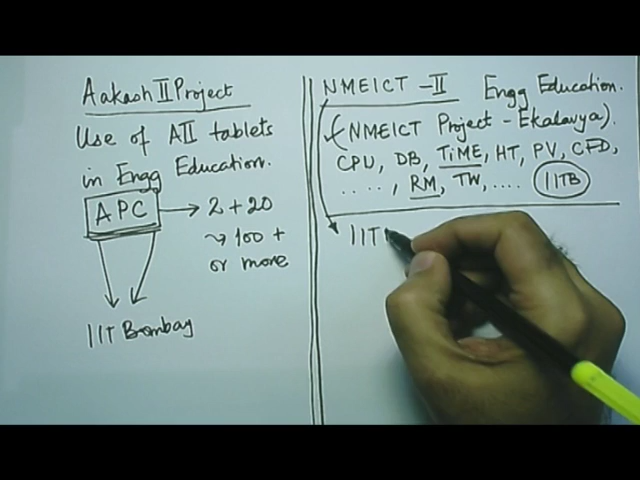 Aakash II Project
Use of AII tablets
in Engg Education.
APC → 2 + 20
↝ 100 +
or more
IIT Bombay
NMEICT - II Engg Education.
(NMEICT Project - Ekalavya).
CPU, DB, TiME, HT, PV, CFD,
....., RM, TW, .... IITB
IIT